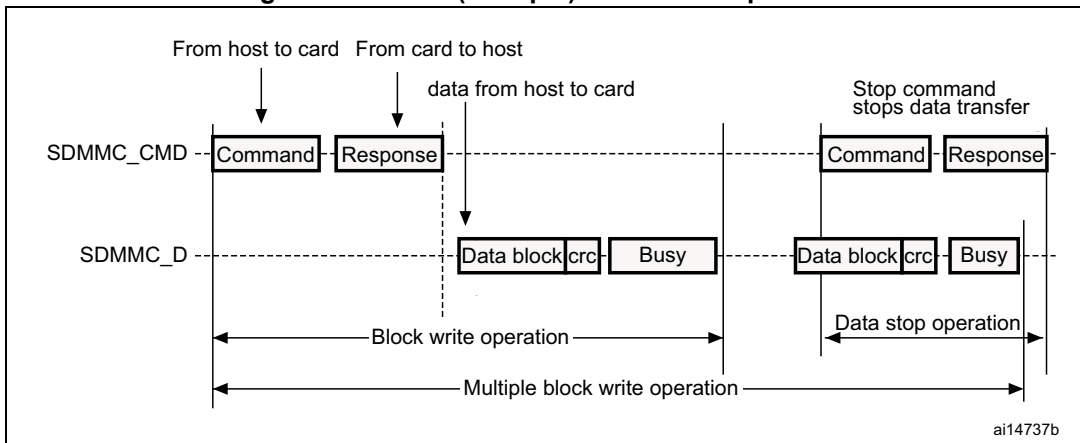 From host to card From card to host
data from host to card
Stop command
stops data transfer
SDMMC_CMD Command Response Command Response
SDMMC_D Data block crc Busy Data block crc Busy
Block write operation
Data stop operation
Multiple block write operation
ai14737b